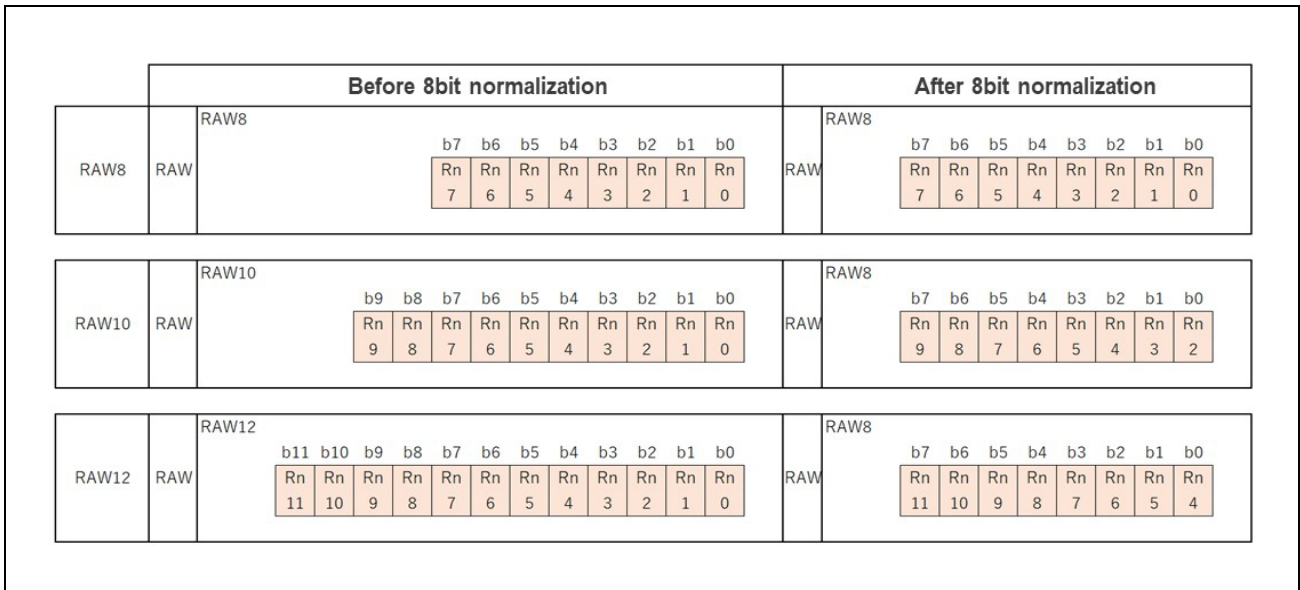 Before 8bit normalization After 8bit normalization
RAW8 RAW8
b7 b6 b5 b4 b3 b2 b1 b0 b7 b6 b5 b4 b3 b2 b1 b0
RAW8 RAW Rn Rn Rn Rn Rn Rn Rn Rn RAW Rn Rn Rn Rn Rn Rn Rn Rn
7 6 5 4 3 2 1 0 7 6 5 4 3 2 1 0
RAW10 RAW8
b9 b8 b7 b6 b5 b4 b3 b2 b1 b0 b7 b6 b5 b4 b3 b2 b1 b0
RAW10 RAW Rn Rn Rn Rn Rn Rn Rn Rn Rn Rn RAW Rn Rn Rn Rn Rn Rn Rn Rn
9 8 7 6 5 4 3 2 1 0 9 8 7 6 5 4 3 2
RAW12 RAW8
b11 b10 b9 b8 b7 b6 b5 b4 b3 b2 b1 b0 b7 b6 b5 b4 b3 b2 b1 b0
RAW12 RAW Rn Rn Rn Rn Rn Rn Rn Rn Rn Rn Rn Rn RAW Rn Rn Rn Rn Rn Rn Rn Rn
11 10 9 8 7 6 5 4 3 2 1 0 11 10 9 8 7 6 5 4